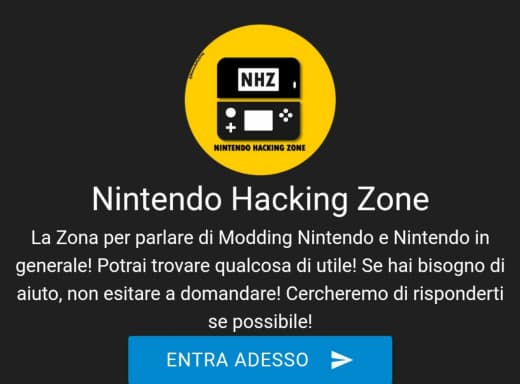 NHZ
NINTENDO HACKING ZONE
Nintendo Hacking Zone
La Zona per parlare di Modding Nintendo e Nintendo in
generale! Potrai trovare qualcosa di utile! Se hai bisogno di
aiuto, non esitare a domandare! Cercheremo di risponderti
se possibile!
ENTRA ADESSO